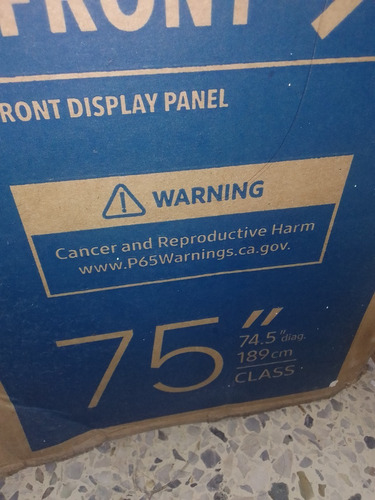 FRONT
RONT DISPLAY PANEL
WARNING
Cancer and Reproductive Harm
www.P65Warnings.ca.gov.
75"
74.5" diag.
189cm
CLASS